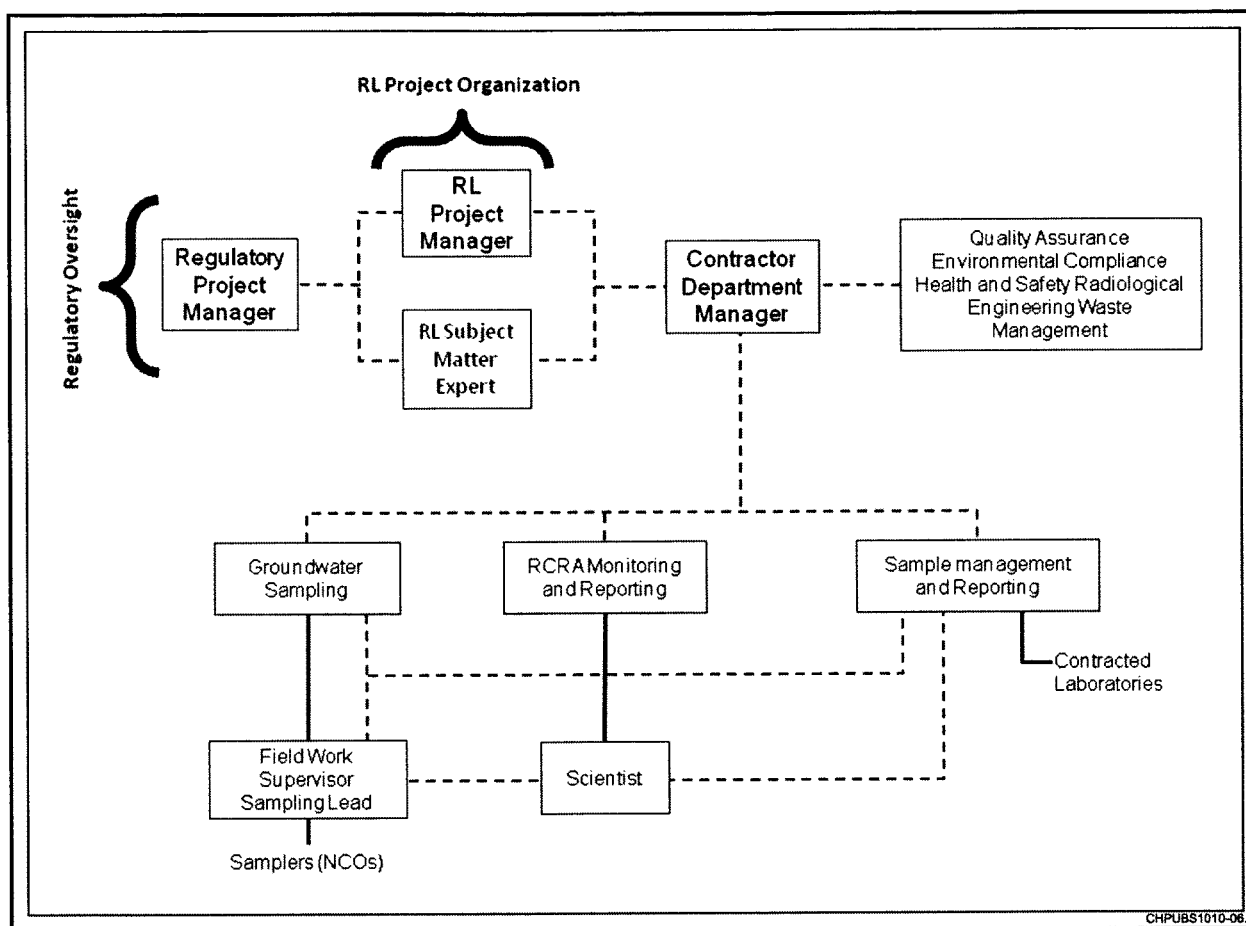 RL Project Organization
Regulatory Oversight
Regulatory
Project
Manager
RL
Project
Manager
RL Subject
Matter
Expert
Contractor
Department
Manager
Quality Assurance
Environmental Compliance
Health and Safety Radiological
Engineering Waste
Management
Groundwater
Sampling
RCRA Monitoring
and Reporting
Sample management
and Reporting
Contracted
Laboratories
Field Work
Supervisor
Sampling Lead
Scientist
Samplers (NCOs)
CHPUBS1010-06.